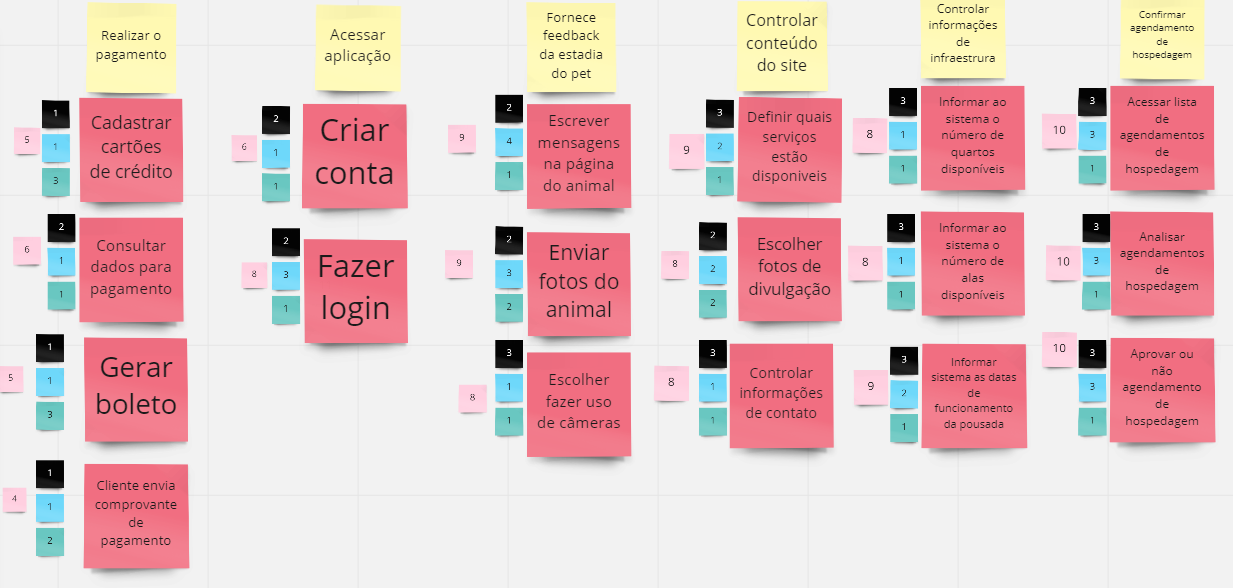 Realizar o
pagamento
1
5
1
3
Cadastrar
cartões
de crédito
2
6
1
1
Consultar
dados para
pagamento
1
5
1
3
Gerar
boleto
1
4
1
2
Cliente envia
comprovante
de
pagamento
Acessar
aplicação
2
6
1
1
Criar
conta
2
8
3
1
Fazer
login
Fornece
feedback
da estadia
do pet
2
9
4
1
Escrever
mensagens
na página
do animal
2
9
3
2
Enviar
fotos do
animal
3
8
1
1
Escolher
fazer uso
de câmeras
Controlar
conteúdo
do site
3
9
2
1
Definir quais
serviços
estão
disponiveis
2
8
2
2
Escolher
fotos de
divulgação
3
8
1
1
Controlar
informações
de contato
Controlar
informações
de
infraestrura
3
8
1
1
Informar ao
sistema o
número de
quartos
disponíveis
3
8
1
1
Informar ao
sistema o
número de
alas
disponíveis
3
9
2
1
Informar
sistema as datas
de
funcionamento
da pousada
Confirmar
agendamento
de
hospedagem
3
10
3
1
Acessar lista
de
agendamentos
de
hospedagem
3
10
3
1
Analisar
agendamentos
de
hospedagem
10
3
3
1
Aprovar ou
não
agendamento
de
hospedagem